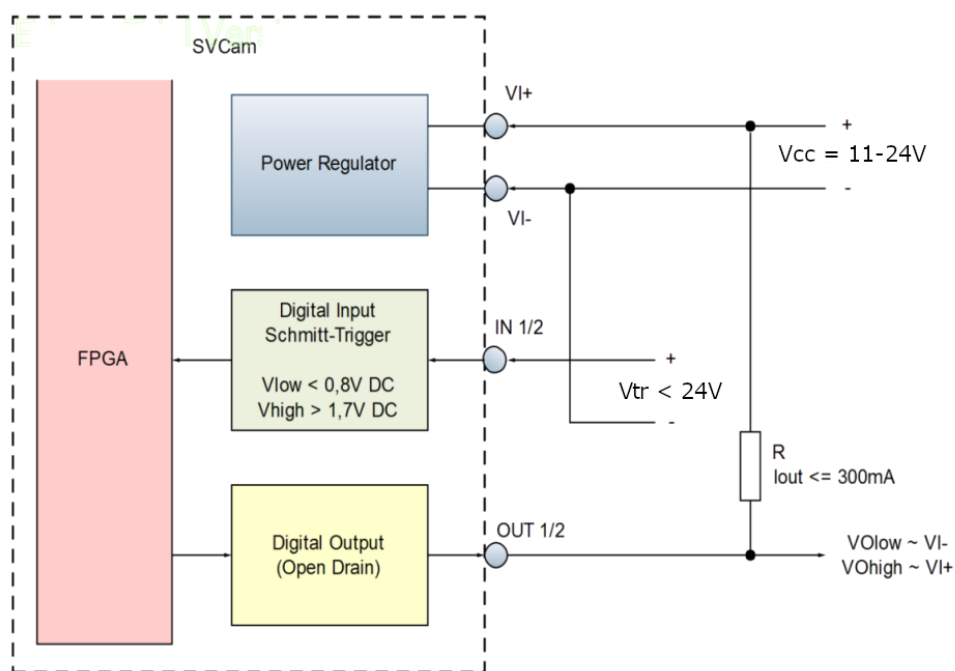 SVCam
VI+
+
Vcc = 11-24V
Power Regulator
-
VI-
Digital Input
Schmitt-Trigger
IN 1/2
FPGA
+
Vlow < 0,8V DC
Vtr < 24V
Vhigh > 1,7V DC
-
R
Iout <= 300mA
OUT 1/2
Digital Output
(Open Drain)
VOlow ~ VI-
VOhigh ~ VI+